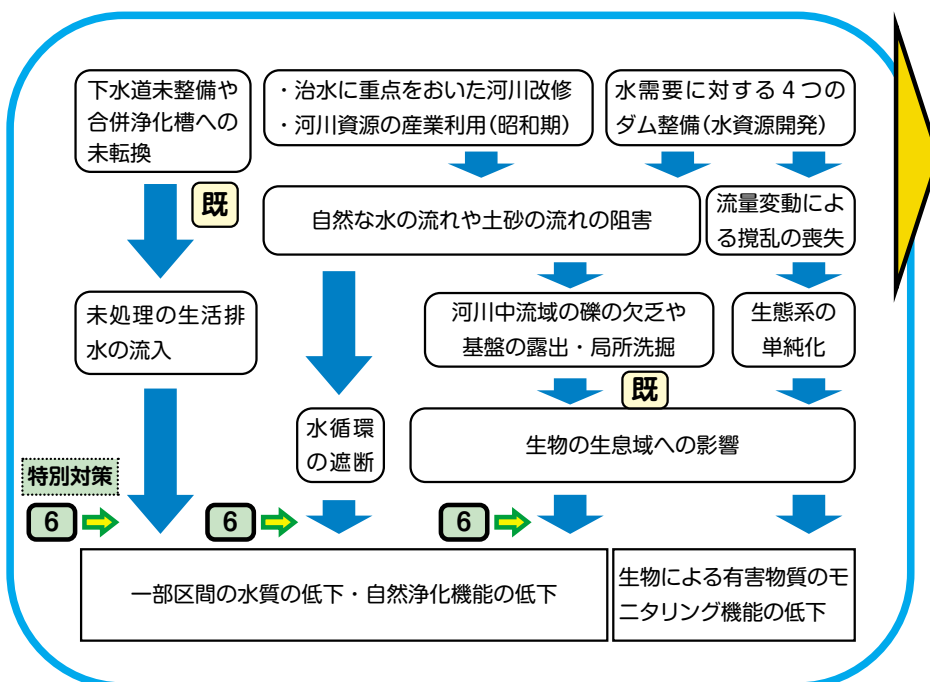 下水道未整備や
合併浄化槽への
未転換
・治水に重点をおいた河川改修
・河川資源の産業利用(昭和期)
水需要に対する４つの
ダム整備(水資源開発)
既
自然な水の流れや土砂の流れの阻害
流量変動によ
る撹乱の喪失
未処理の生活排
水の流入
河川中流域の礫の欠乏や
基盤の露出・局所洗掘
生態系の
単純化
既
水循環
の遮断
生物の生息域への影響
特別対策
6
6
6
一部区間の水質の低下・自然浄化機能の低下
生物による有害物質のモ
ニタリング機能の低下